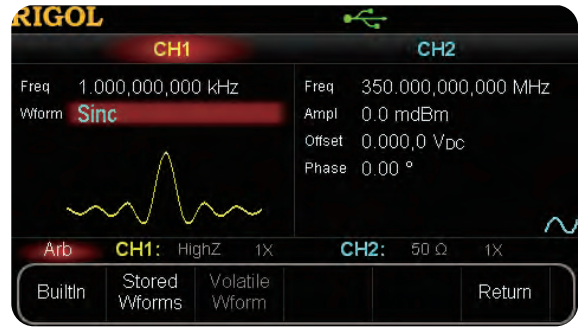 RIGOL
CH1 CH2
Freq 1.000,000,000 kHz
Wform Sinc
Freq 350.000,000,000 MHz
Ampl 0.0 mdBm
Offset 0.000,0 VDC
Phase 0.00 °
Arb CH1: HighZ 1X CH2: 50 Ω 1X
BuiltIn Stored Wforms Volatile Wform Return